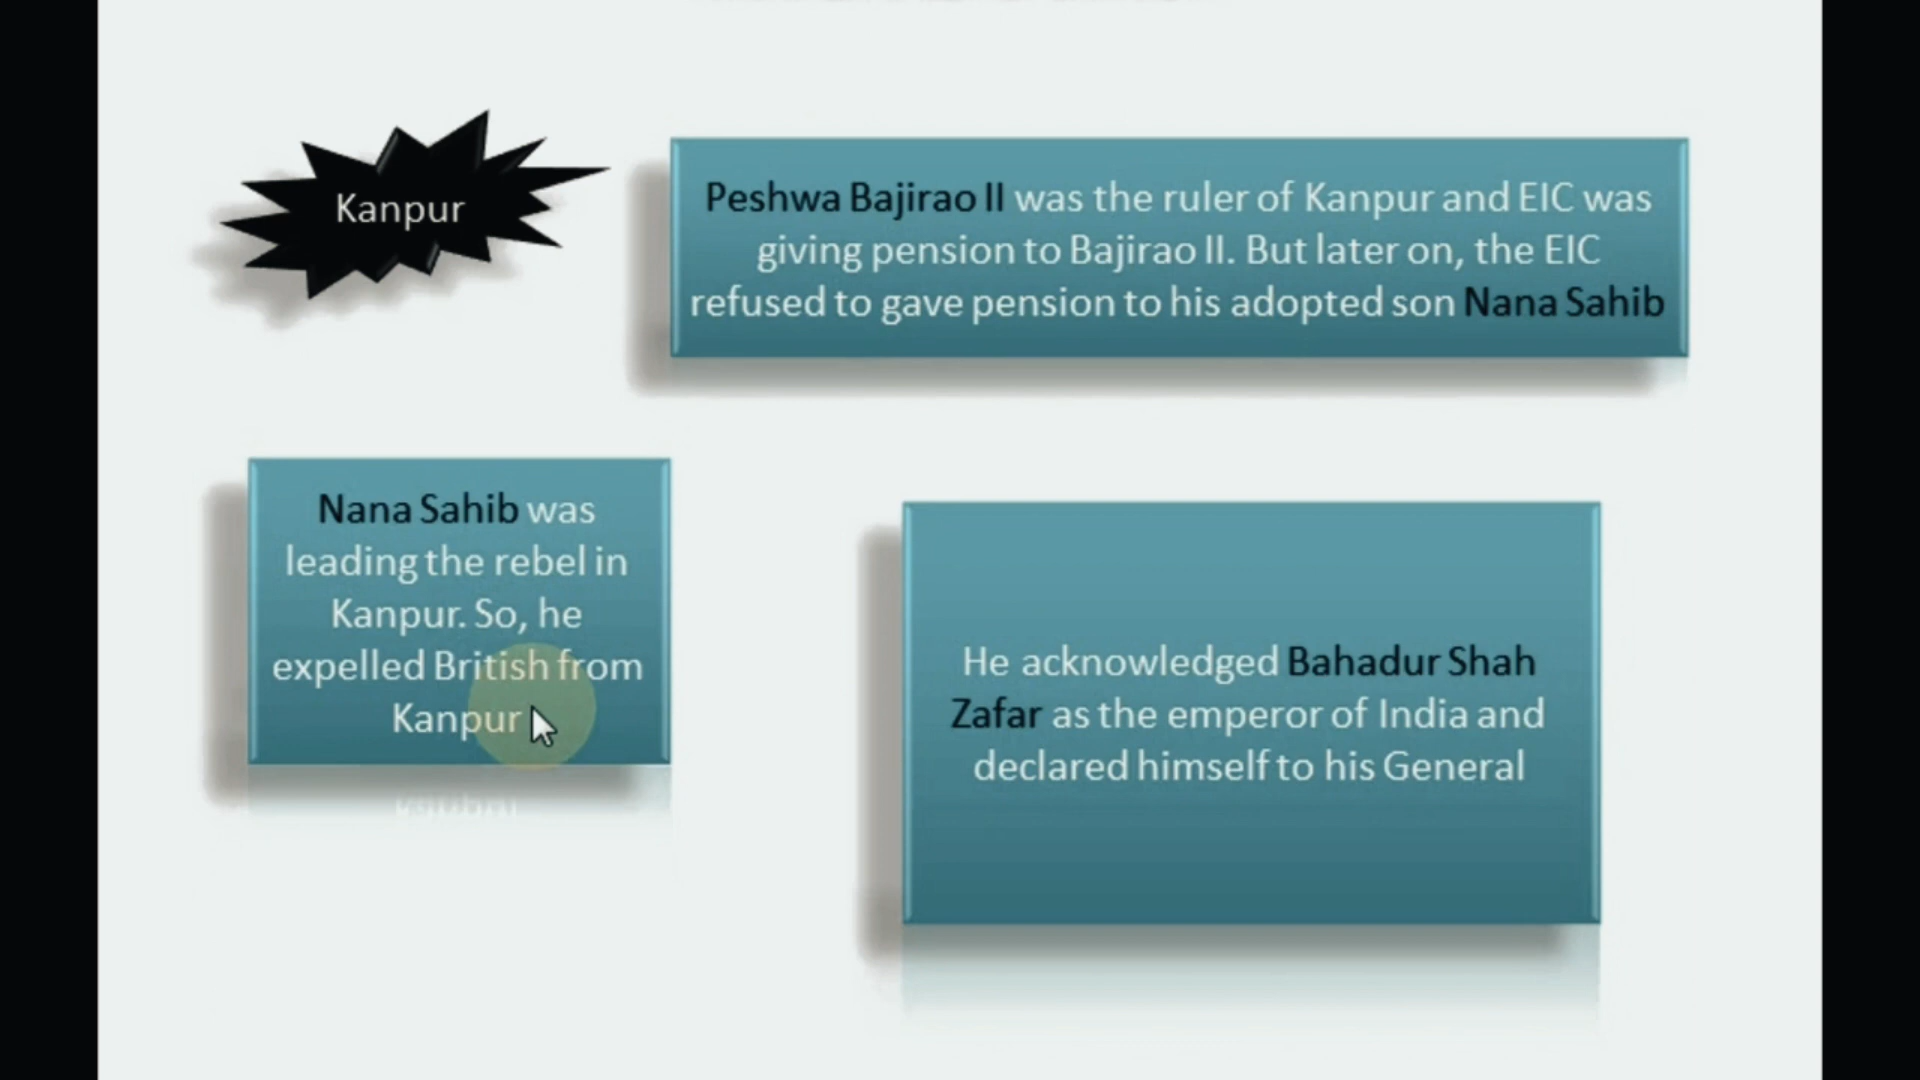 Kanpur
Peshwa Bajirao II was the ruler of Kanpur and EIC was
giving pension to Bajirao II. But later on, the EIC
refused to gave pension to his adopted son Nana Sahib
Nana Sahib was
leading the rebel in
Kanpur. So, he
expelled British from
Kanpur
He acknowledged Bahadur Shah
Zafar as the emperor of India and
declared himself to his General